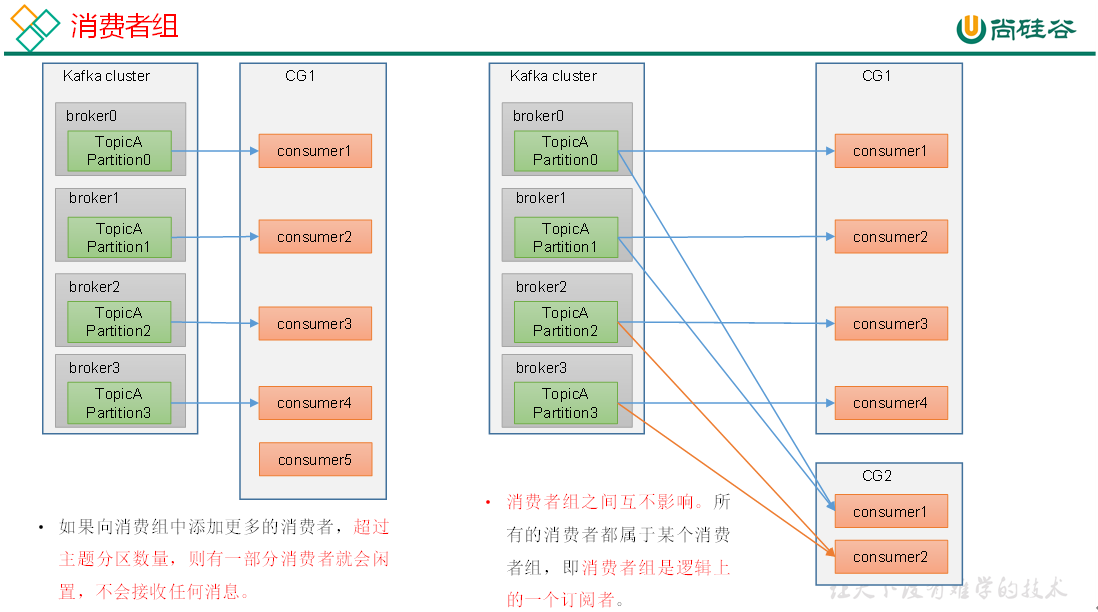 消费者组
尚硅谷
Kafka cluster
broker0
TopicA
Partition0
broker1
TopicA
Partition1
broker2
TopicA
Partition2
broker3
TopicA
Partition3
CG1
consumer1
consumer2
consumer3
consumer4
consumer5
• 如果向消费组中添加更多的消费者，超过
主题分区数量，则有一部分消费者就会闲
置，不会接收任何消息。
Kafka cluster
broker0
TopicA
Partition0
broker1
TopicA
Partition1
broker2
TopicA
Partition2
broker3
TopicA
Partition3
CG1
consumer1
consumer2
consumer3
consumer4
CG2
consumer1
consumer2
• 消费者组之间互不影响。所
有的消费者都属于某个消费
者组，即消费者组是逻辑上
的一个订阅者。
让天下没有难学的技术